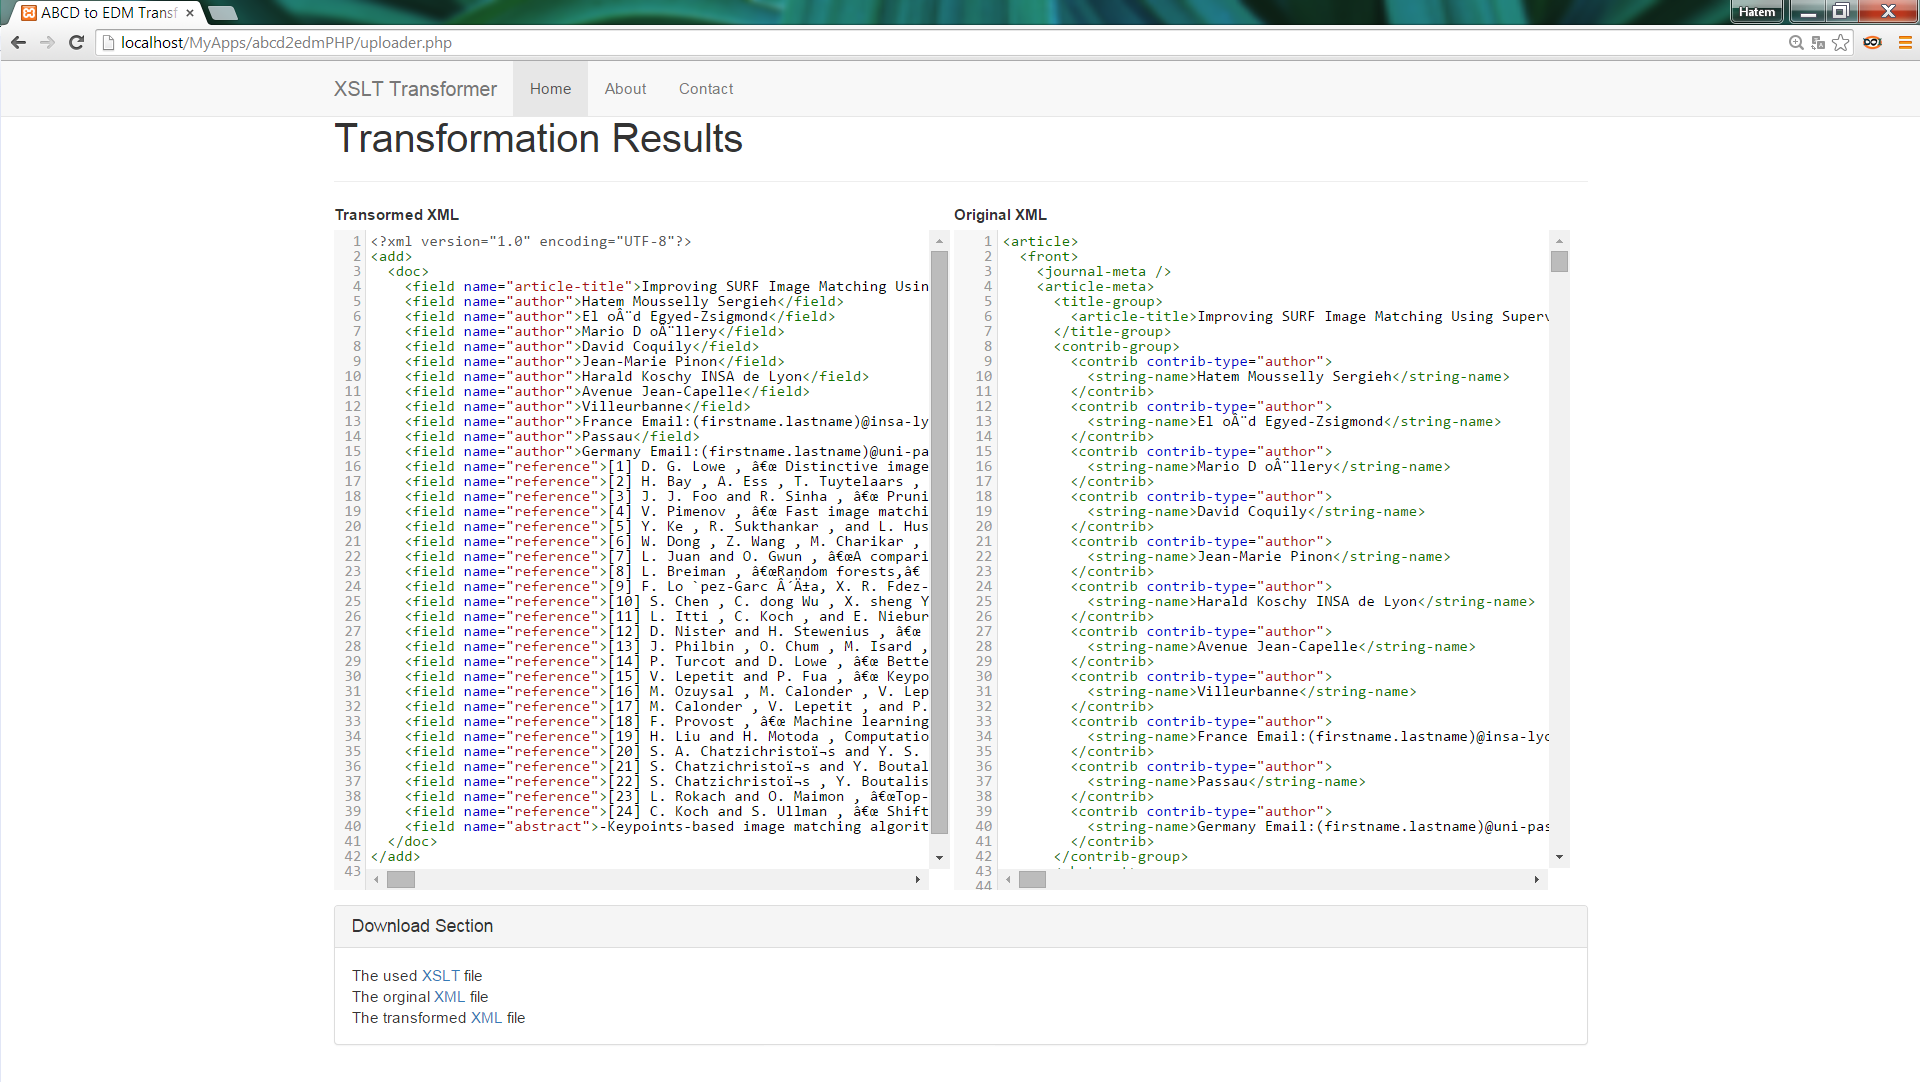 ABCD to EDM Transf
Hatem
localhost/MyApps/abcd2edmPHP/uploader.php
XSLT Transformer Home About Contact
Transformation Results
Transormed XML
1 <?xml version="1.0" encoding="UTF-8"?>
2 <add>
3 <doc>
4 <field name="article-title">Improving SURF Image Matching Usin
5 <field name="author">Hatem Mousselly Sergieh</field>
6 <field name="author">El oÂ¨d Egyed-Zsigmond</field>
7 <field name="author">Mario D oÂ¨llery</field>
8 <field name="author">David Coquily</field>
9 <field name="author">Jean-Marie Pinon</field>
10 <field name="author">Harald Koschy INSA de Lyon</field>
11 <field name="author">Avenue Jean-Capelle</field>
12 <field name="author">Villeurbanne</field>
13 <field name="author">France Email:(firstname.lastname)@insa-ly
14 <field name="author">Passau</field>
15 <field name="author">Germany Email:(firstname.lastname)@uni-pa
16 <field name="reference">[1] D. G. Lowe , â€œ Distinctive image
17 <field name="reference">[2] H. Bay , A. Ess , T. Tuytelaars ,
18 <field name="reference">[3] J. J. Foo and R. Sinha , â€œ Pruni
19 <field name="reference">[4] V. Pimenov , â€œ Fast image matchi
20 <field name="reference">[5] Y. Ke , R. Sukthankar , and L. Hus
21 <field name="reference">[6] W. Dong , Z. Wang , M. Charikar ,
22 <field name="reference">[7] L. Juan and O. Gwun , â€œA compari
23 <field name="reference">[8] L. Breiman , â€œRandom forests,â€
24 <field name="reference">[9] F. Lo `pez-Garc Â´Ä±a, X. R. Fdez-
25 <field name="reference">[10] S. Chen , C. dong Wu , X. sheng Y
26 <field name="reference">[11] L. Itti , C. Koch , and E. Niebur
27 <field name="reference">[12] D. Nister and H. Stewenius , â€œ
28 <field name="reference">[13] J. Philbin , O. Chum , M. Isard ,
29 <field name="reference">[14] P. Turcot and D. Lowe , â€œ Bette
30 <field name="reference">[15] V. Lepetit and P. Fua , â€œ Keypo
31 <field name="reference">[16] M. Ozuysal , M. Calonder , V. Lep
32 <field name="reference">[17] M. Calonder , V. Lepetit , and P.
33 <field name="reference">[18] F. Provost , â€œ Machine learning
34 <field name="reference">[19] H. Liu and H. Motoda , Computatio
35 <field name="reference">[20] S. A. Chatzichristoï¬s and Y. S.
36 <field name="reference">[21] S. Chatzichristoï¬s and Y. Boutal
37 <field name="reference">[22] S. Chatzichristoï¬s , Y. Boutalis
38 <field name="reference">[23] L. Rokach and O. Maimon , â€œTop-
39 <field name="reference">[24] C. Koch and S. Ullman , â€œ Shift
40 <field name="abstract">-Keypoints-based image matching algorit
41 </doc>
42 </add>
43
Original XML
1 <article>
2 <front>
3 <journal-meta />
4 <article-meta>
5 <title-group>
6 <article-title>Improving SURF Image Matching Using Superv
7 </title-group>
8 <contrib-group>
9 <contrib contrib-type="author">
10 <string-name>Hatem Mousselly Sergieh</string-name>
11 </contrib>
12 <contrib contrib-type="author">
13 <string-name>El oÂ¨d Egyed-Zsigmond</string-name>
14 </contrib>
15 <contrib contrib-type="author">
16 <string-name>Mario D oÂ¨llery</string-name>
17 </contrib>
18 <contrib contrib-type="author">
19 <string-name>David Coquily</string-name>
20 </contrib>
21 <contrib contrib-type="author">
22 <string-name>Jean-Marie Pinon</string-name>
23 </contrib>
24 <contrib contrib-type="author">
25 <string-name>Harald Koschy INSA de Lyon</string-name>
26 </contrib>
27 <contrib contrib-type="author">
28 <string-name>Avenue Jean-Capelle</string-name>
29 </contrib>
30 <contrib contrib-type="author">
31 <string-name>Villeurbanne</string-name>
32 </contrib>
33 <contrib contrib-type="author">
34 <string-name>France Email:(firstname.lastname)@insa-lyo
35 </contrib>
36 <contrib contrib-type="author">
37 <string-name>Passau</string-name>
38 </contrib>
39 <contrib contrib-type="author">
40 <string-name>Germany Email:(firstname.lastname)@uni-pas
41 </contrib>
42 </contrib-group>
43
44
Download Section
The used XSLT file
The orginal XML file
The transformed XML file